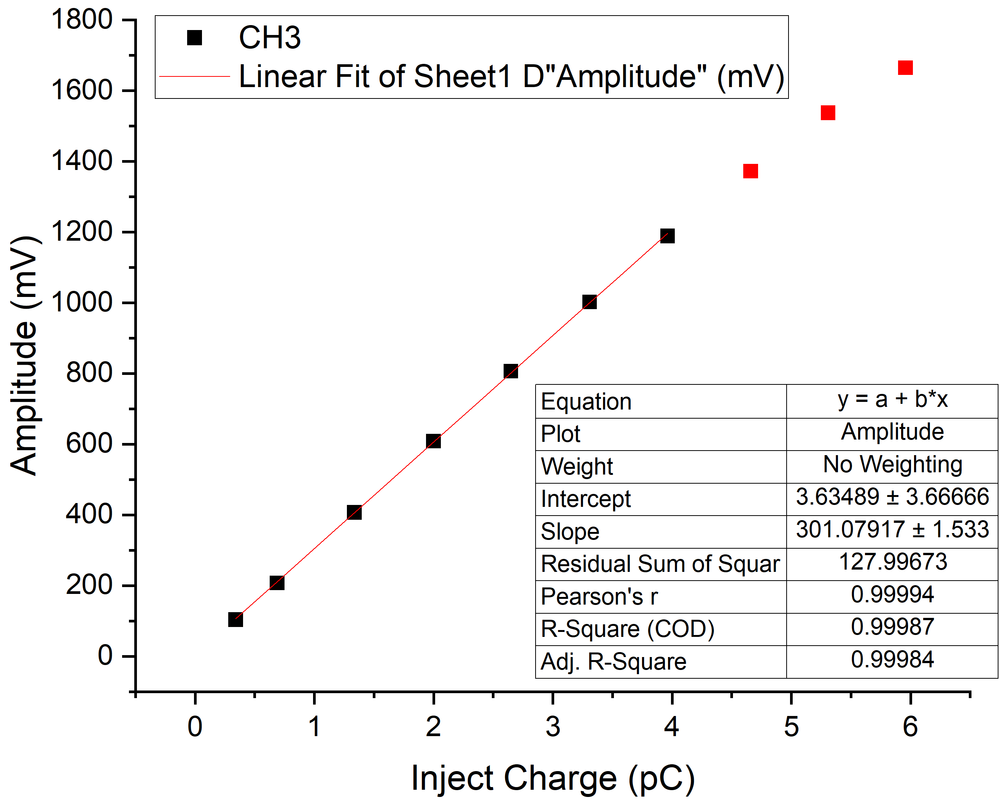 1800
1600
1400
1200
1000
800
600
400
200
0
Amplitude (mV)
CH3
Linear Fit of Sheet1 D"Amplitude" (mV)
Equation y = a + b*x
Plot Amplitude
Weight No Weighting
Intercept 3.63489 ± 3.66666
Slope 301.07917 ± 1.533
Residual Sum of Squar 127.99673
Pearson's r 0.99994
R-Square (COD) 0.99987
Adj. R-Square 0.99984
0 1 2 3 4 5 6
Inject Charge (pC)